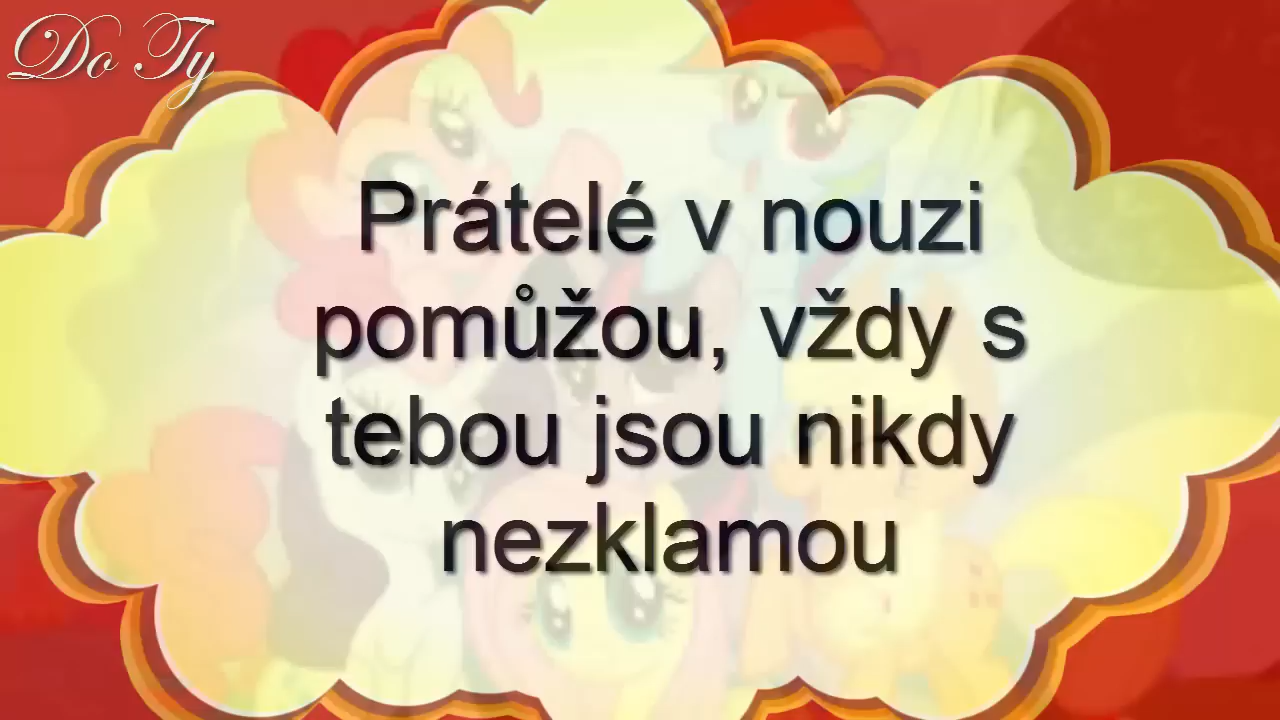 Do Ty
Prátelé v nouzi
pomůžou, vždy s
tebou jsou nikdy
nezklamou